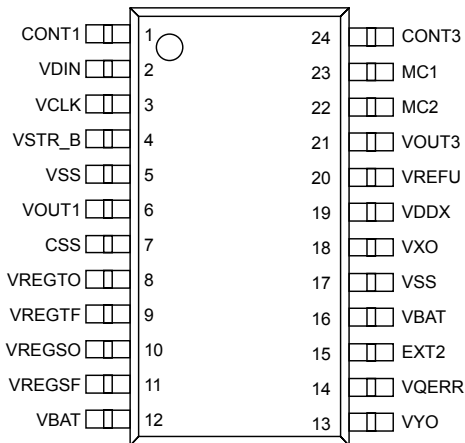 CONT1 1 24 CONT3
VDIN 2 23 MC1
VCLK 3 22 MC2
VSTR_B 4 21 VOUT3
VSS 5 20 VREFU
VOUT1 6 19 VDDX
CSS 7 18 VXO
VREGTO 8 17 VSS
VREGTF 9 16 VBAT
VREGSO 10 15 EXT2
VREGSF 11 14 VQERR
VBAT 12 13 VYO